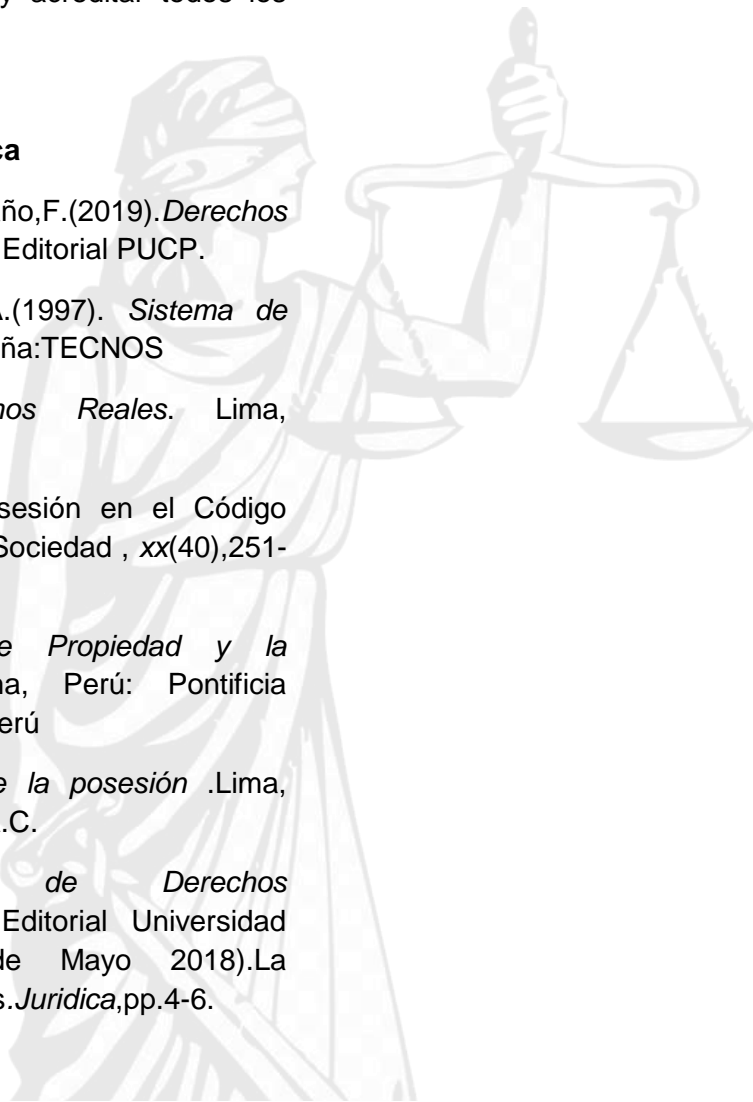 y acreditar todos los
ca
ño,F.(2019).Derechos
Editorial PUCP.
A.(1997). Sistema de
ña:TECNOS
nos Reales. Lima,
sesión en el Código
Sociedad , xx(40),251-
e Propiedad y la
na, Perú: Pontificia
erú
e la posesión .Lima,
.C.
de Derechos
Editorial Universidad
de Mayo 2018).La
s.Juridica,pp.4-6.